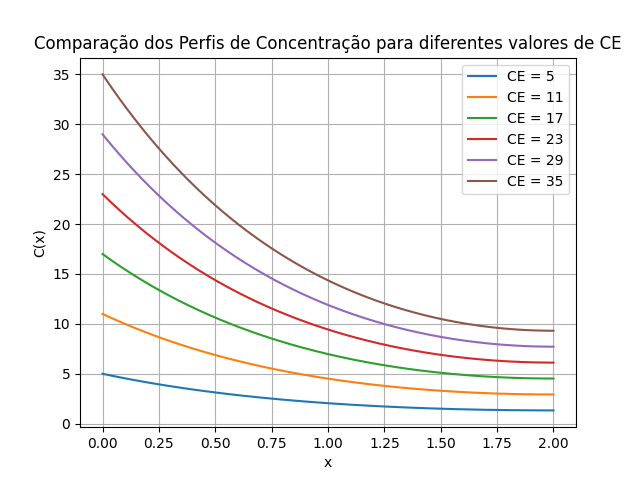 Comparação dos Perfis de Concentração para diferentes valores de CE
CE = 5
CE = 11
CE = 17
CE = 23
CE = 29
CE = 35
35
30
25
20
15
10
5
0
C(x)
0.00 0.25 0.50 0.75 1.00 1.25 1.50 1.75 2.00
x